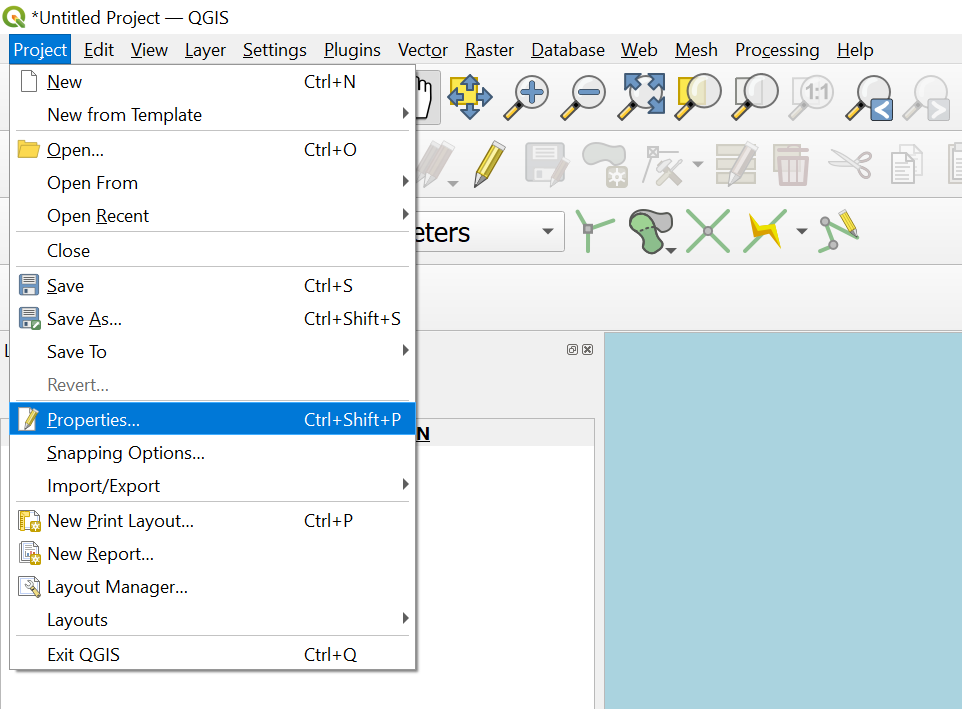 *Untitled Project — QGIS
Project Edit View Layer Settings Plugins Vector Raster Database Web Mesh Processing Help
New Ctrl+N
New from Template
Open... Ctrl+O
Open From
Open Recent
Close
Save Ctrl+S
Save As... Ctrl+Shift+S
Save To
Revert...
Properties... Ctrl+Shift+P
Snapping Options...
Import/Export
New Print Layout... Ctrl+P
New Report...
Layout Manager...
Layouts
Exit QGIS Ctrl+Q
1:1
eters
N